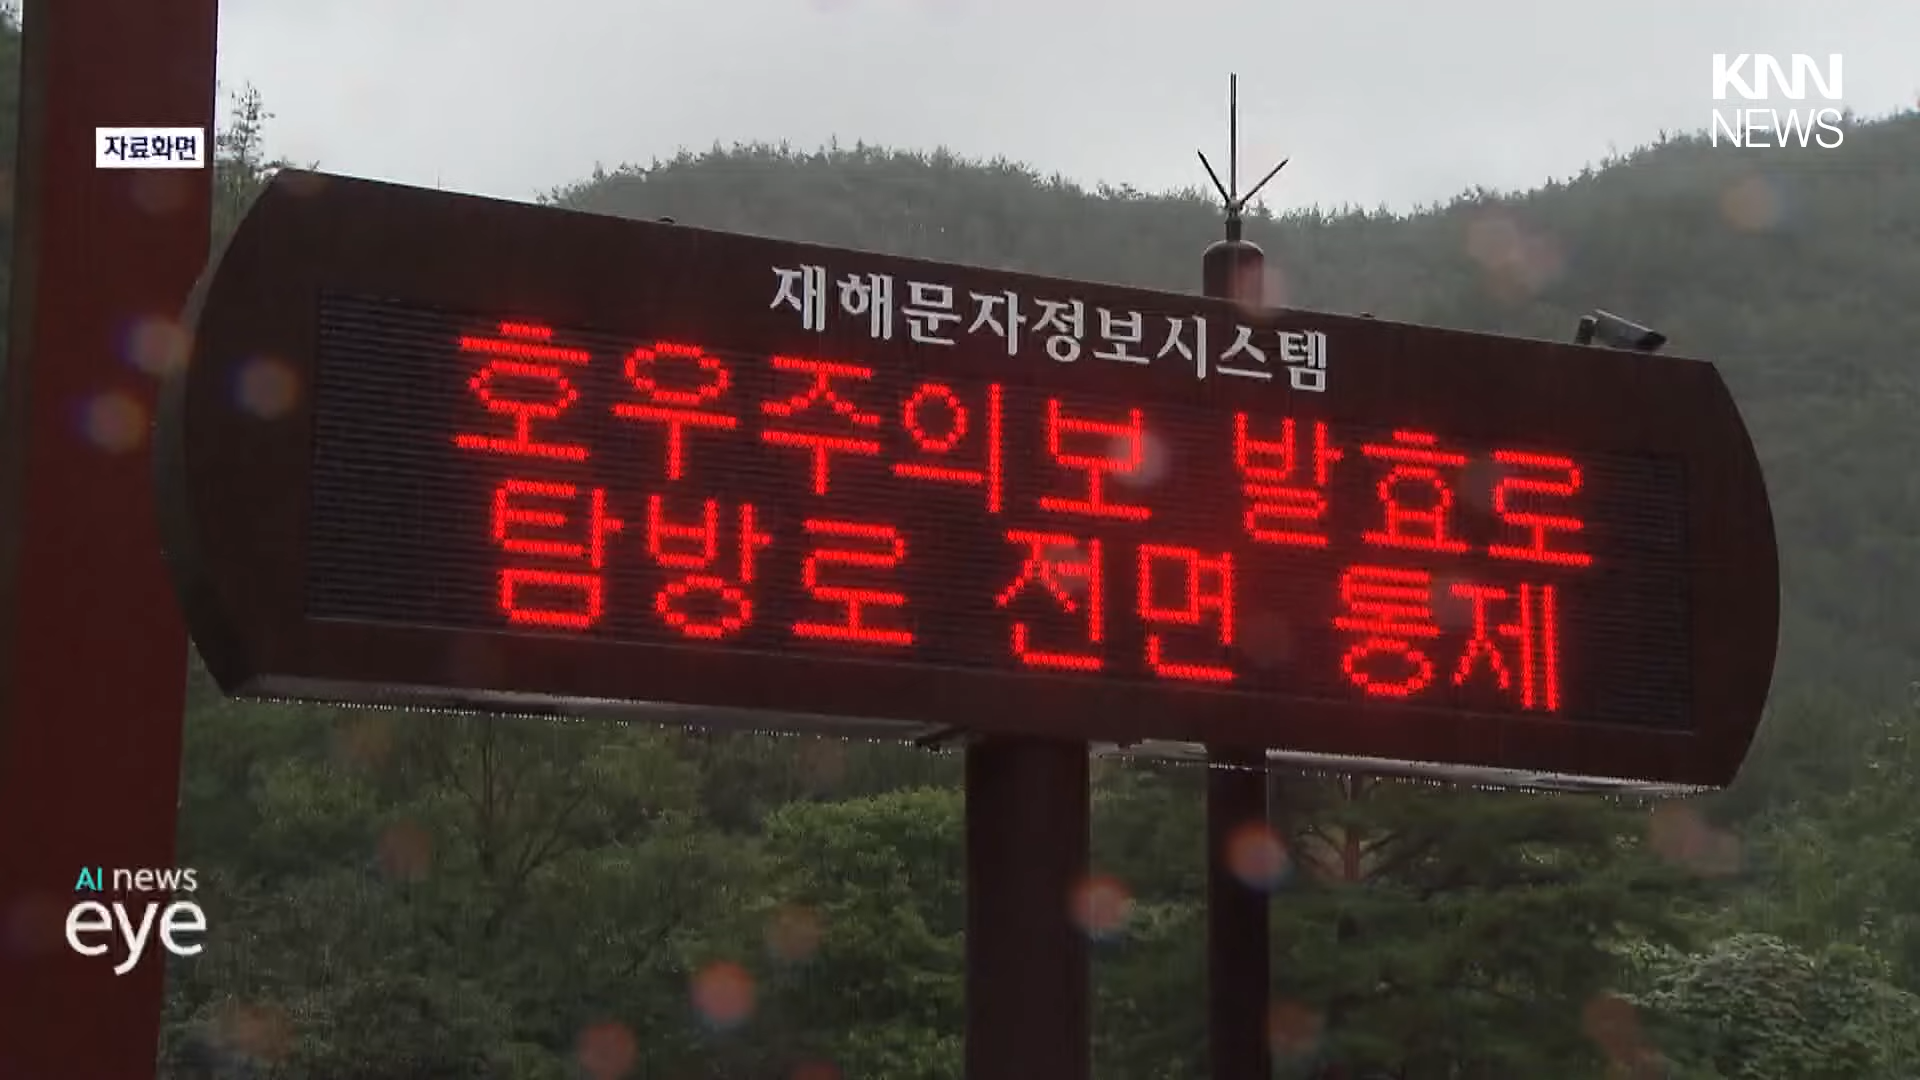 KNN
NEWS
자료화면
재해문자정보시스템
호우주의보 발효로
탐방로 전면 통제
AI news
eye